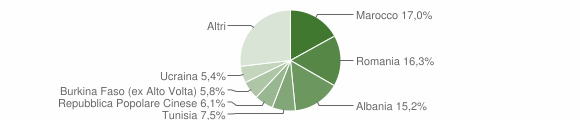 Altri
Marocco 17,0%
Romania 16,3%
Ucraina 5,4%
Burkina Faso (ex Alto Volta) 5,8%
Repubblica Popolare Cinese 6,1%
Albania 15,2%
Tunisia 7,5%